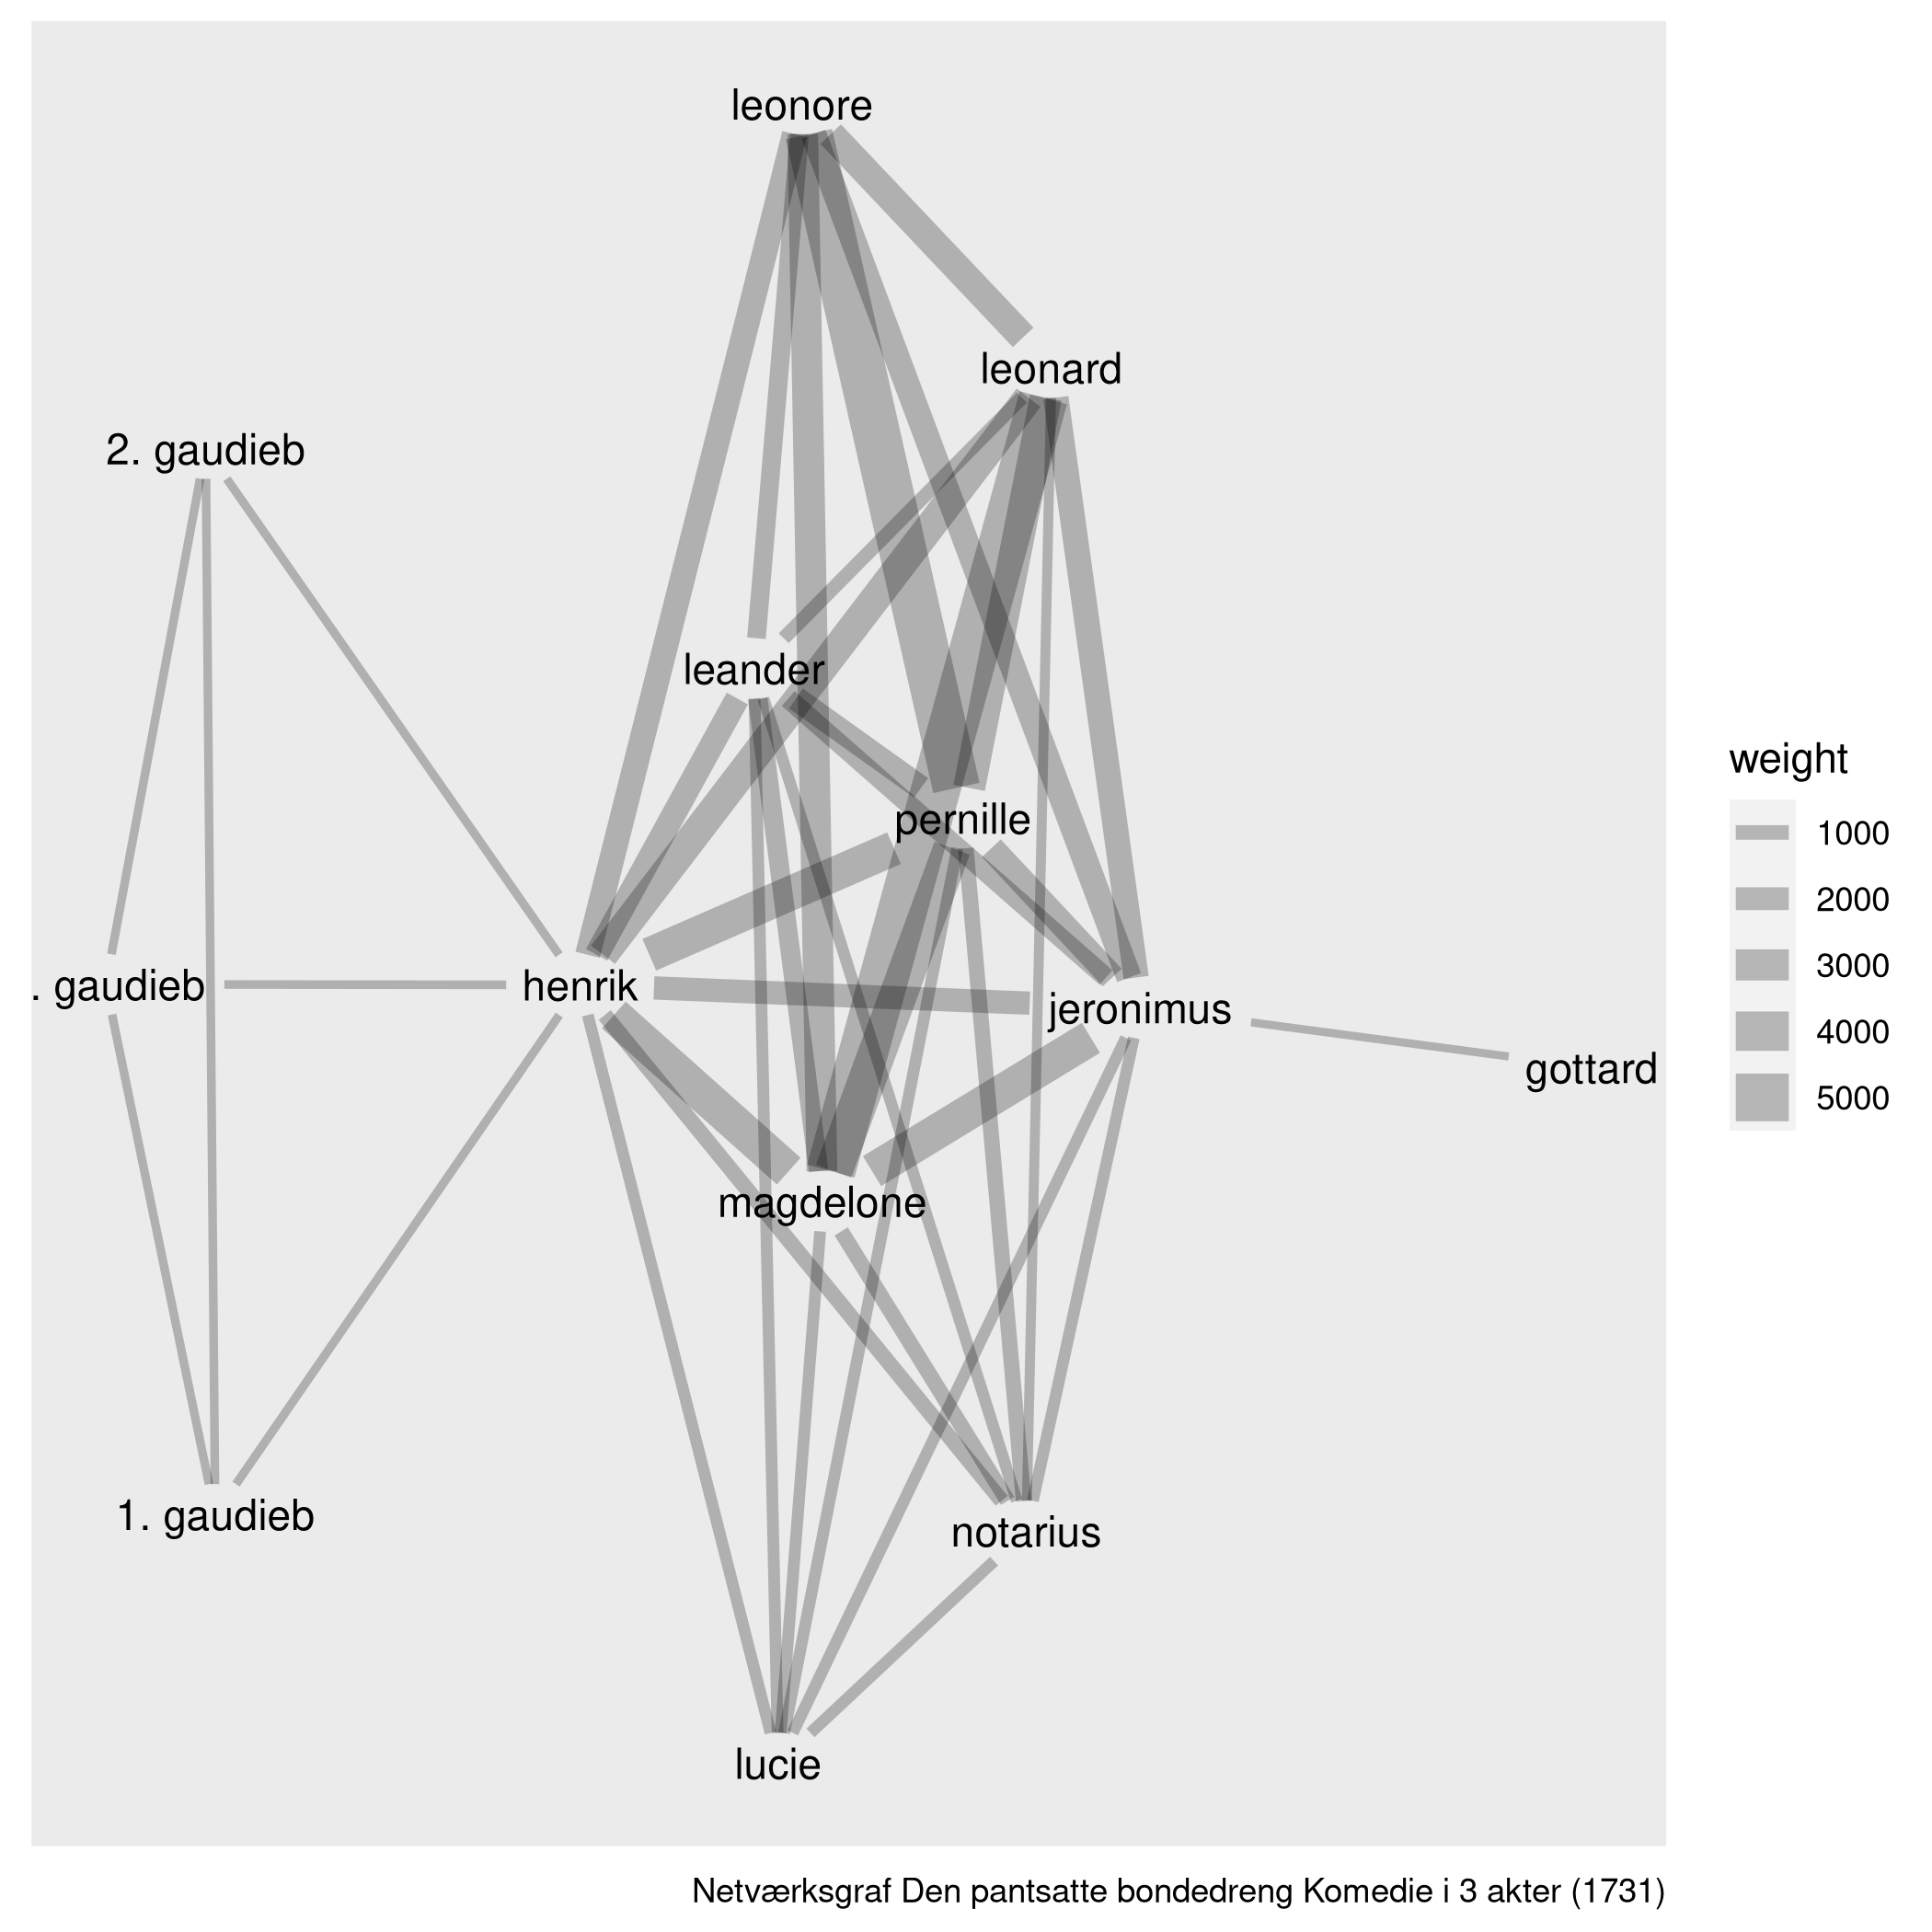 leonore
leonard
2. gaudieb
leander
pernille
. gaudieb
henrik
jeronimus
gottard
magdelone
1. gaudieb
notarius
lucie
weight
1000
2000
3000
4000
5000
Netværksgraf Den pantsatte bondedreng Komedie i 3 akter (1731)